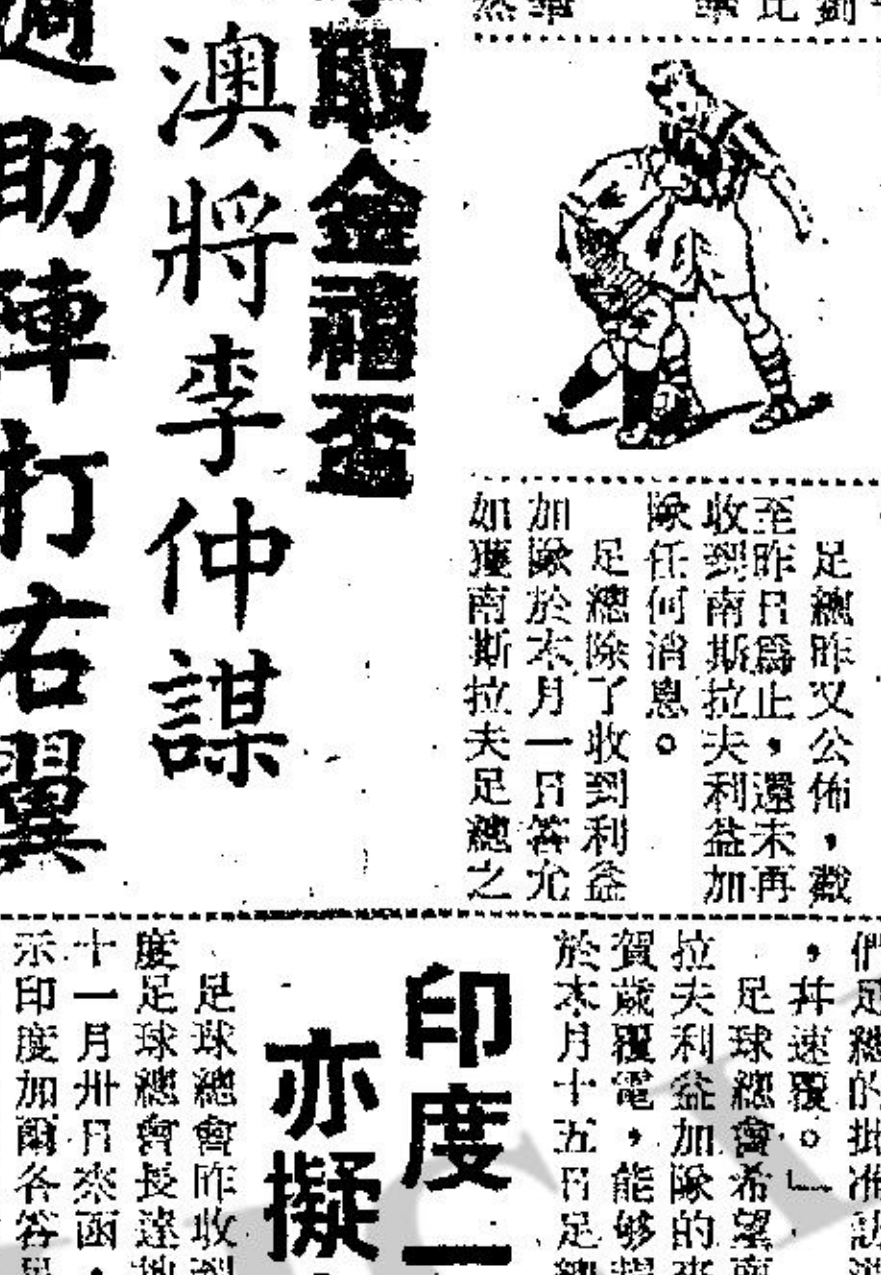 足總昨又公佈，截
至昨日爲止，還未再
收到南斯拉夫利益加
隊任何消息。
足總除了收到利益
加隊於本月一日答允
如獲南斯拉夫足總之
取金禧盃
澳將李仲謀
週助陣打右翼
們足總的批准訪
，幷速覆。」
足球總會希望南
拉夫利益加隊的
賀歲覆電，能够
於本月十五日足
印度一
亦擬
足球總會昨收到
度足球總會長達
十一月卅日來函，
示印度加爾各答